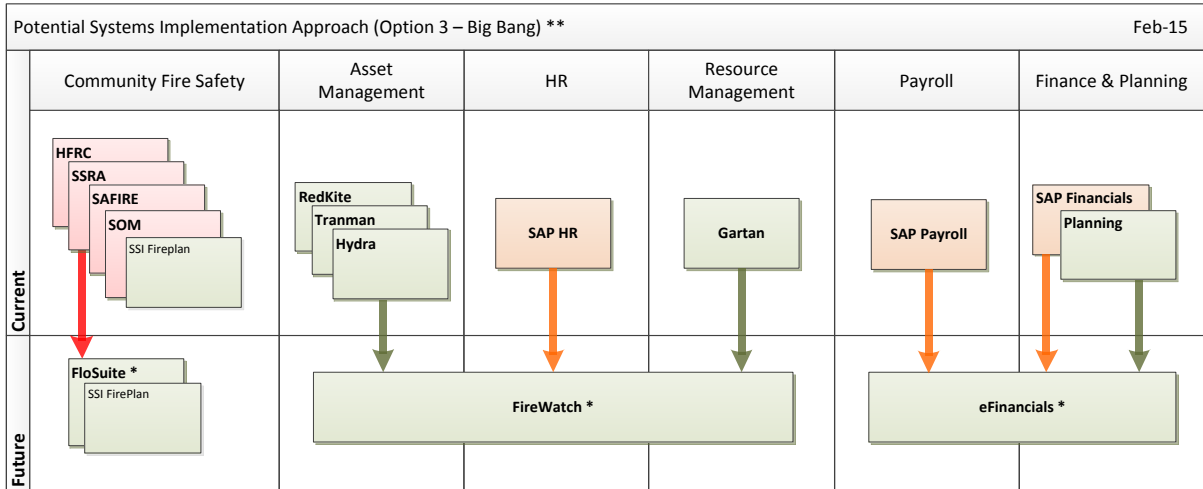 Potential Systems Implementation Approach (Option 3 – Big Bang) ** Feb-15
Community Fire Safety
Asset
Management
HR
Resource
Management
Payroll
Finance & Planning
Current
HFRC
SSRA
SAFIRE
SOM
SSI Fireplan
RedKite
Tranman
Hydra
SAP HR
Gartan
SAP Payroll
SAP Financials
Planning
Future
FloSuite *
SSI FirePlan
FireWatch *
eFinancials *